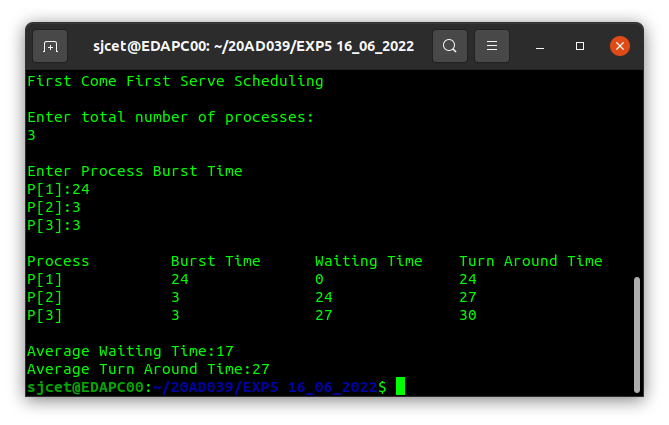 sjcet@EDAPC00: ~/20AD039/EXP5 16_06_2022
First Come First Serve Scheduling
Enter total number of processes:
3
Enter Process Burst Time
P[1]:24
P[2]:3
P[3]:3
Process Burst Time Waiting Time Turn Around Time
P[1] 24 0 24
P[2] 3 24 27
P[3] 3 27 30
Average Waiting Time:17
Average Turn Around Time:27
sjcet@EDAPC00:~/20AD039/EXP5 16_06_2022$